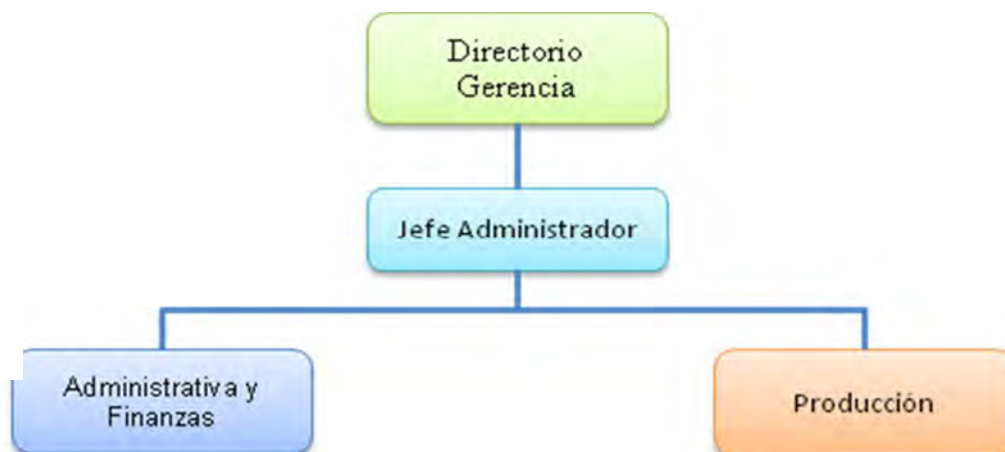 Directorio
Gerencia
Jefe Administrador
Administrativa y
Finanzas
Producción